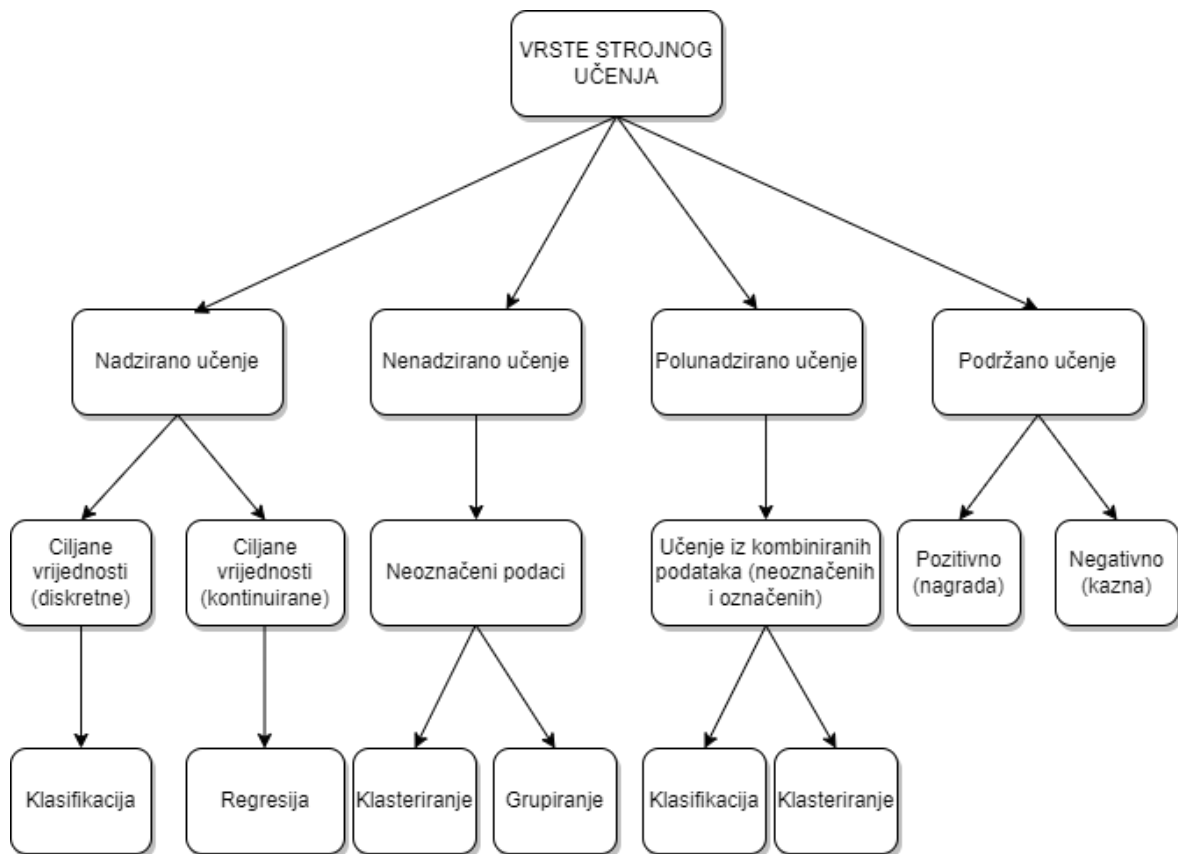 VRSTE STROJNOG
UČENJA
Nadzirano učenje
Nenadzirano učenje
Polunadzirano učenje
Podržano učenje
Ciljane
vrijednosti
(diskretne)
Ciljane
vrijednosti
(kontinuirane)
Neoznačeni podaci
Učenje iz kombiniranih
podataka (neoznačenih
i označenih)
Pozitivno
(nagrada)
Negativno
(kazna)
Klasifikacija
Regresija
Klasteriranje
Grupiranje
Klasifikacija
Klasteriranje